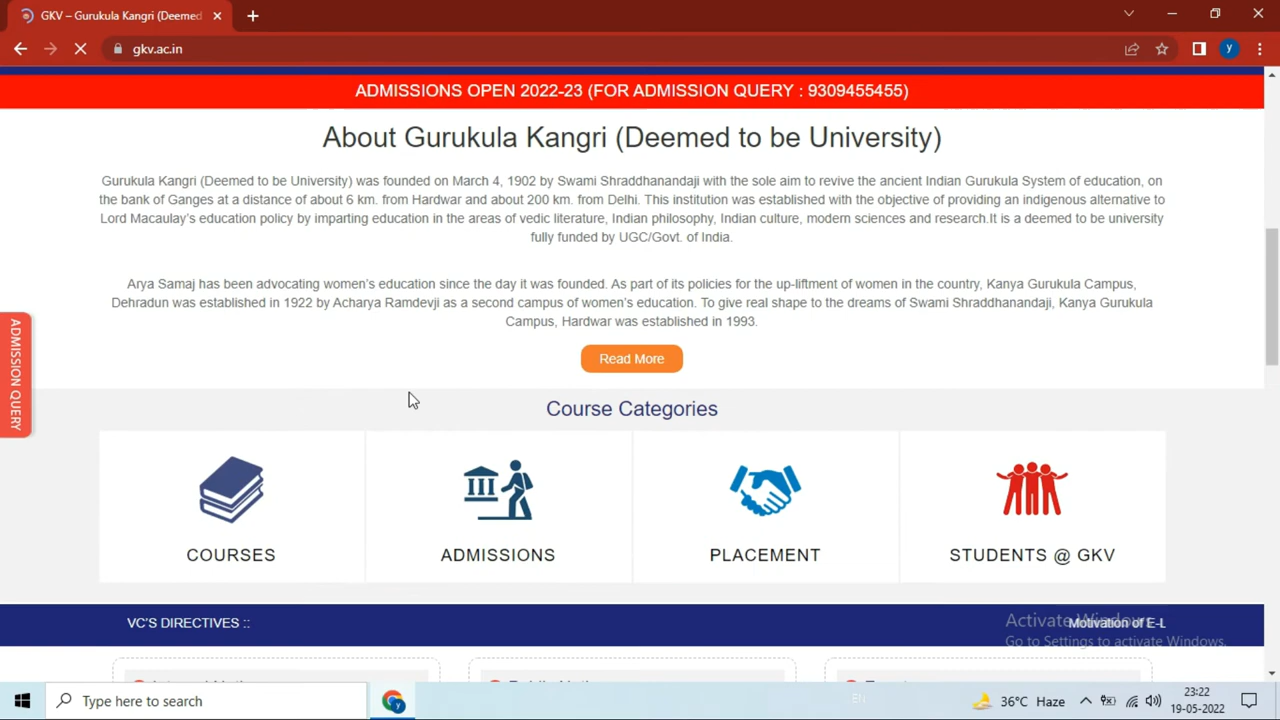 GKV – Gurukula Kangri (Deemed
gkv.ac.in
y
ADMISSIONS OPEN 2022-23 (FOR ADMISSION QUERY : 9309455455)
About Gurukula Kangri (Deemed to be University)
Gurukula Kangri (Deemed to be University) was founded on March 4, 1902 by Swami Shraddhanandaji with the sole aim to revive the ancient Indian Gurukula System of education, on
the bank of Ganges at a distance of about 6 km. from Hardwar and about 200 km. from Delhi. This institution was established with the objective of providing an indigenous alternative to
Lord Macaulay's education policy by imparting education in the areas of vedic literature, Indian philosophy, Indian culture, modern sciences and research.It is a deemed to be university
fully funded by UGC/Govt. of India.
Arya Samaj has been advocating women's education since the day it was founded. As part of its policies for the up-liftment of women in the country, Kanya Gurukula Campus,
Dehradun was established in 1922 by Acharya Ramdevji as a second campus of women's education. To give real shape to the dreams of Swami Shraddhanandaji, Kanya Gurukula
Campus, Hardwar was established in 1993.
ADMISSION QUERY
Read More
Course Categories
COURSES
ADMISSIONS
PLACEMENT
STUDENTS @ GKV
VC'S DIRECTIVES ::
Motivation of E-L
Activate Windows
Go to Settings to activate Windows.
Type here to search
y
EN
36°C Haze
23:22
19-05-2022